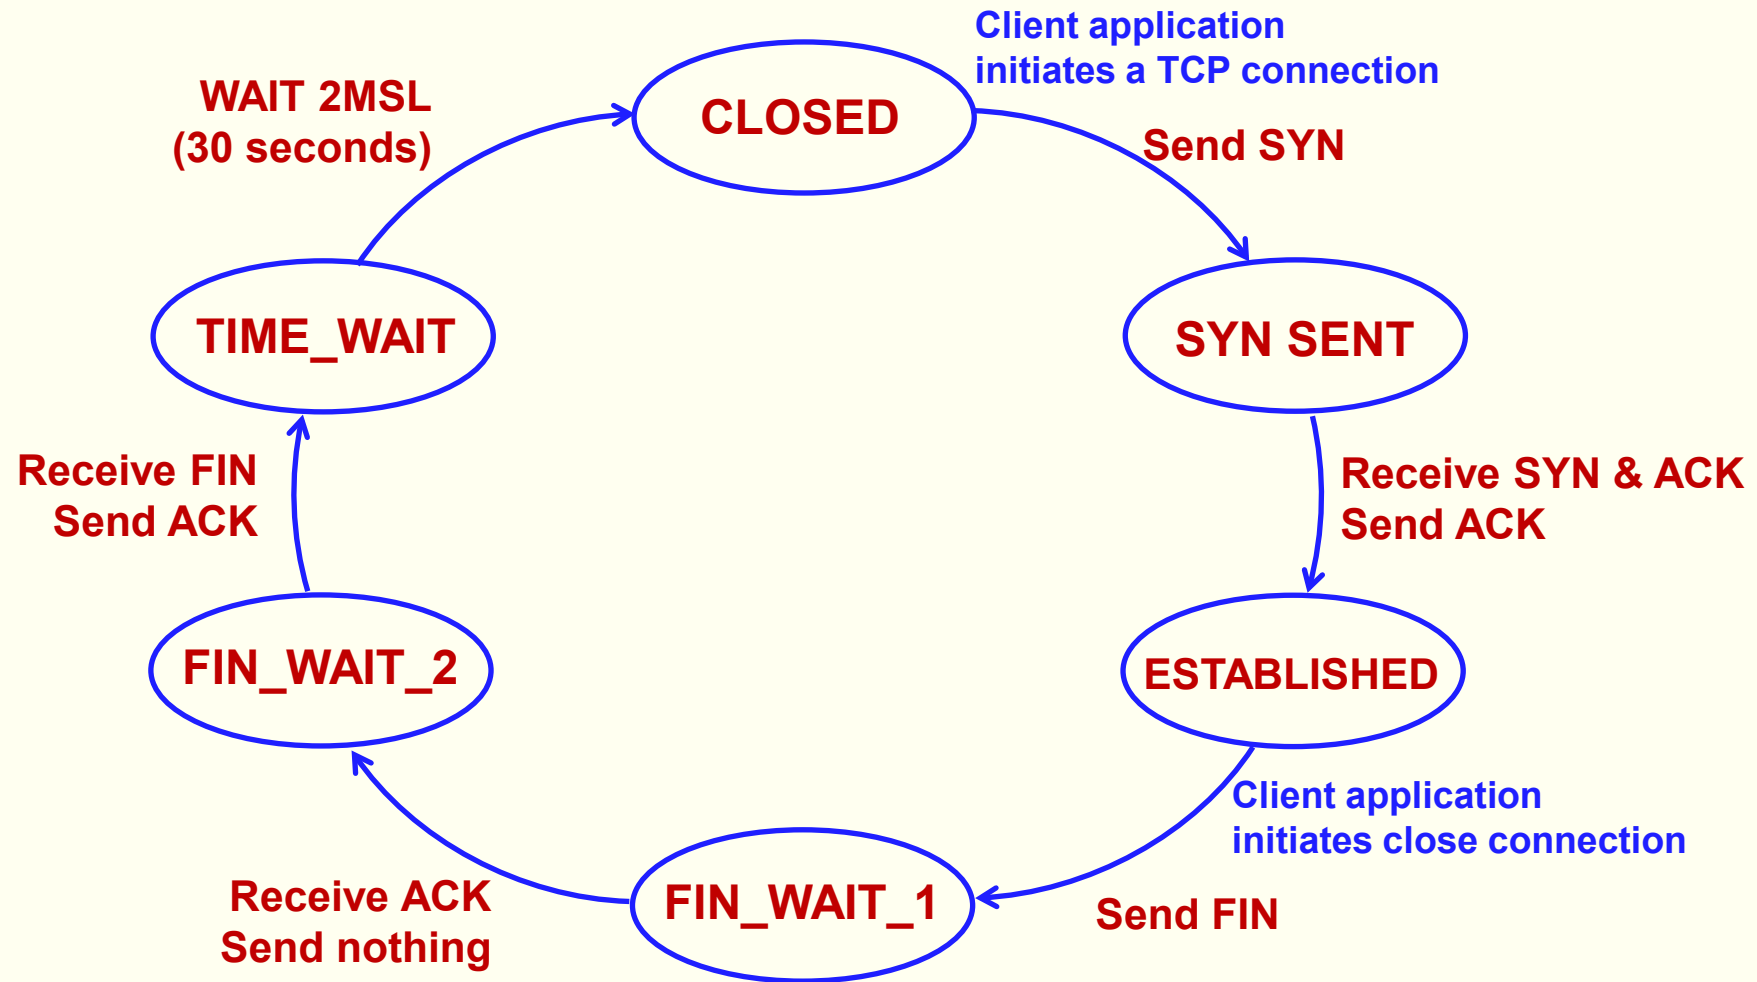 Client application
initiates a TCP connection
WAIT 2MSL
(30 seconds)
CLOSED
Send SYN
TIME_WAIT
SYN SENT
Receive FIN
Send ACK
Receive SYN & ACK
Send ACK
FIN_WAIT_2
ESTABLISHED
Client application
initiates close connection
Receive ACK
Send nothing
FIN_WAIT_1
Send FIN